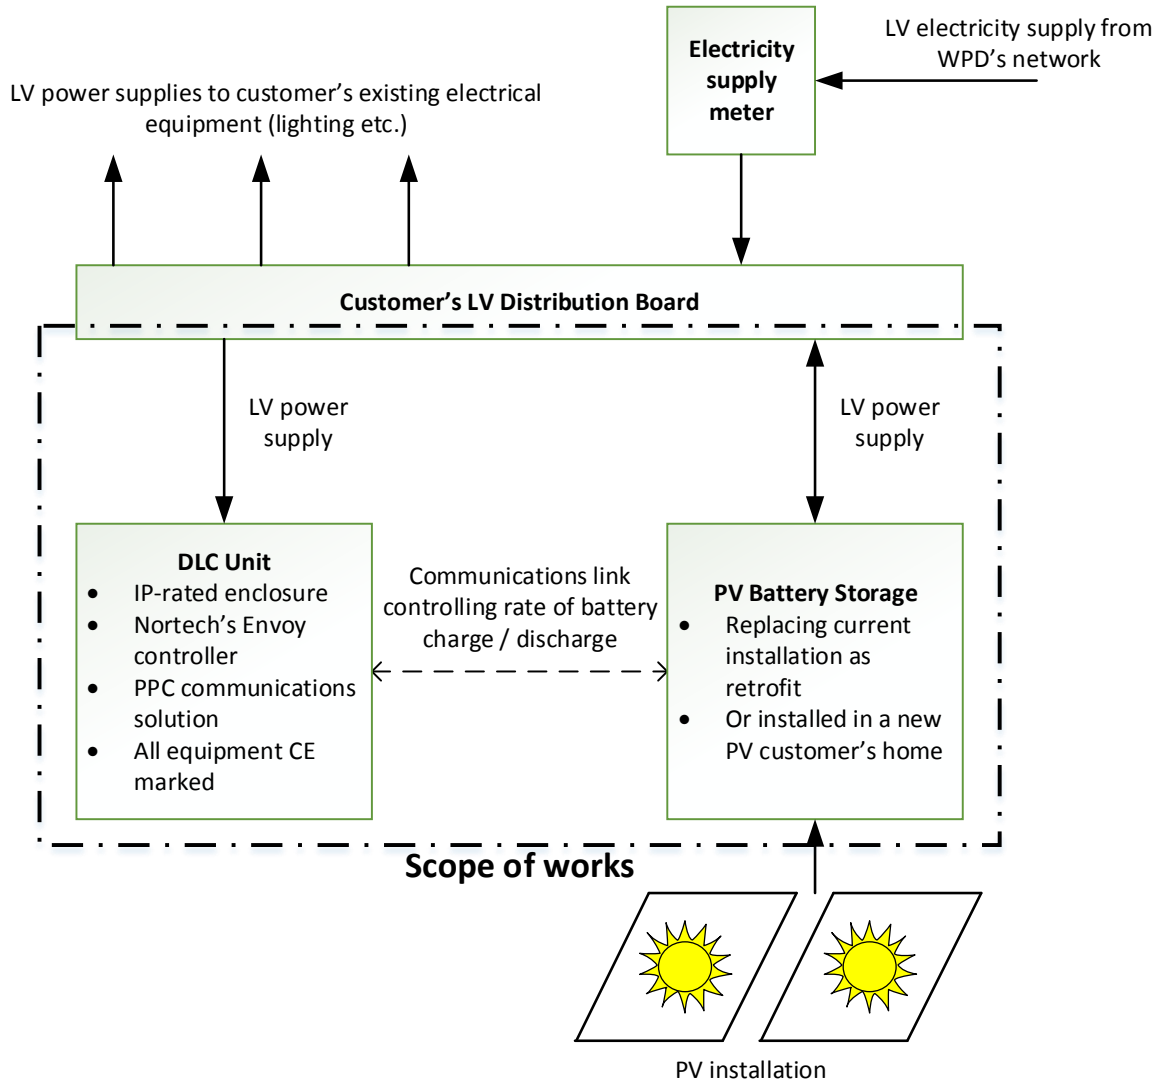 LV electricity supply from
WPD's network
Electricity
supply
meter
LV power supplies to customer's existing electrical
equipment (lighting etc.)
Customer's LV Distribution Board
LV power
supply
LV power
supply
DLC Unit
• IP-rated enclosure
• Nortech's Envoy
controller
• PPC communications
solution
• All equipment CE
marked
Communications link
controlling rate of battery
charge / discharge
PV Battery Storage
• Replacing current
installation as
retrofit
• Or installed in a new
PV customer's home
Scope of works
PV installation